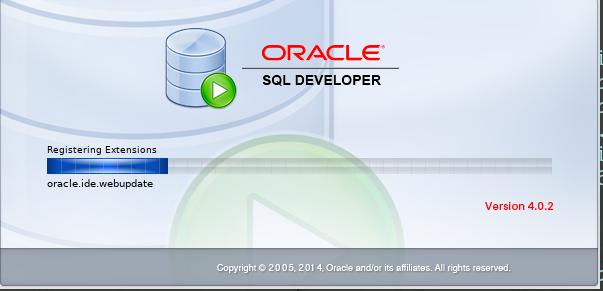 ORACLE®
SQL DEVELOPER
Registering Extensions
oracle.ide.webupdate
Version 4.0.2
Copyright © 2005, 2014, Oracle and/or its affiliates. All rights reserved.